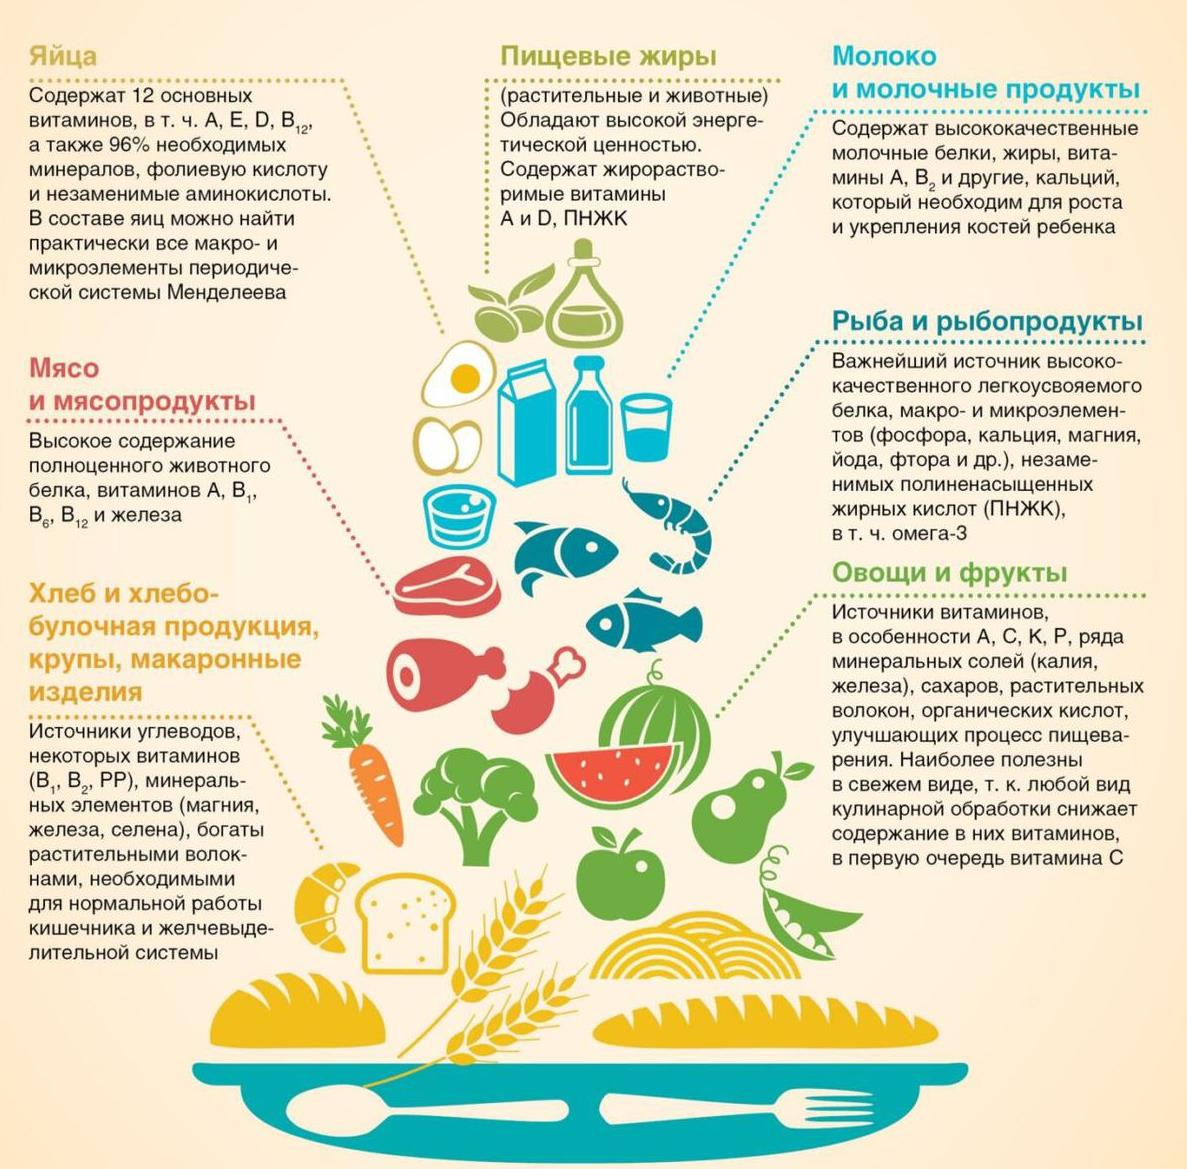 Яйца
Содержат 12 основных
витаминов, в т. ч. А, Е, D, B12,
а также 96% необходимых
минералов, фолиевую кислоту
и незаменимые аминокислоты.
В составе яиц можно найти
практически все макро- и
микроэлементы периодиче-
ской системы Менделеева
Пищевые жиры
(растительные и животные)
Обладают высокой энерге-
тической ценностью.
Содержат жирораство-
римые витамины
А и D, ПНЖК
Молоко
и молочные продукты
Содержат высококачественные
молочные белки, жиры, вита-
мины А, B2 и другие, кальций,
который необходим для роста
и укрепления костей ребенка
Мясо
и мясопродукты
Высокое содержание
полноценного животного
белка, витаминов А, B1,
B6, B12 и железа
Рыба и рыбопродукты
Важнейший источник высоко-
качественного легкоусвояемого
белка, макро- и микроэлемен-
тов (фосфора, кальция, магния,
йода, фтора и др.), незаме-
нимых полиненасыщенных
жирных кислот (ПНЖК),
в т. ч. омега-3
Хлеб и хлебо-
булочная продукция,
крупы, макаронные
изделия
Источники углеводов,
некоторых витаминов
(B1, B2, PP), минераль-
ных элементов (магния,
железа, селена), богаты
растительными волок-
нами, необходимыми
для нормальной работы
кишечника и желчевыде-
лительной системы
Овощи и фрукты
Источники витаминов,
в особенности А, С, К, Р, ряда
минеральных солей (калия,
железа), сахаров, растительных
волокон, органических кислот,
улучшающих процесс пищева-
рения. Наиболее полезны
в свежем виде, т. к. любой вид
кулинарной обработки снижает
содержание в них витаминов,
в первую очередь витамина С